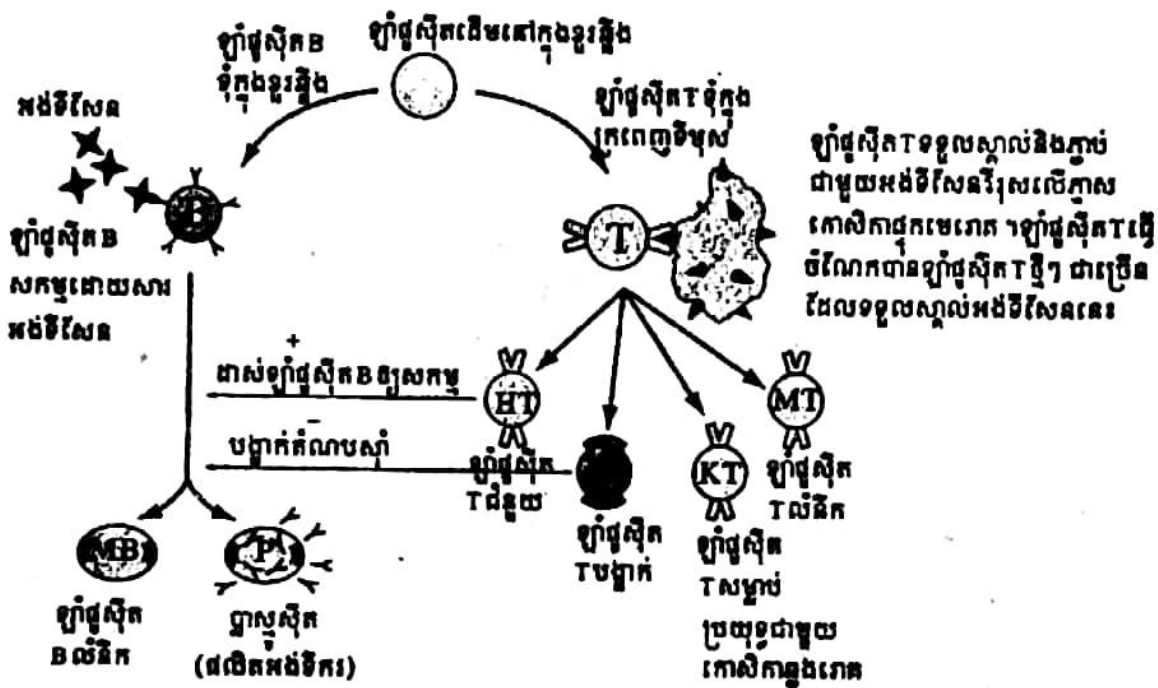 ឡាំផូស៊ីតដើមនៅក្នុងខួរឆ្អឹង
ឡាំផូស៊ីតB
ទុំក្នុងខួរឆ្អឹង
ឡាំផូស៊ីតTទុំក្នុង
ក្រពេញទីមុស
អង់ទីសែន
B
ឡាំផូស៊ីតB
សកម្មដោយសារ
អង់ទីសែន
T
ឡាំផូស៊ីតTទទួលស្គាល់និងភ្ជាប់
ជាមួយអង់ទីសែនវីរុសលើភ្នាស
កោសិកាផ្ទុកមេរោគ ។ឡាំផូស៊ីតTធ្វើ
ចំណែកបានឡាំផូស៊ីតTថ្មីៗ ជាច្រើន
ដែលទទួលស្គាល់អង់ទីសែននេះ
+
ដាស់ឡាំផូស៊ីតBឲ្យសកម្ម
–
បង្អាក់តំណបស៊ាំ
HT
ឡាំផូស៊ីត
Tជំនួយ
ឡាំផូស៊ីត
Tបង្អាក់
KT
ឡាំផូស៊ីត
Tសម្លាប់
ប្រយុទ្ធជាមួយ
កោសិកាឆ្លងរោគ
MT
ឡាំផូស៊ីត
Tលំនឹក
MB
ឡាំផូស៊ីត
Bលំនឹក
P
ប្លាស្មូស៊ីត
(ផលិតអង់ទីករ)